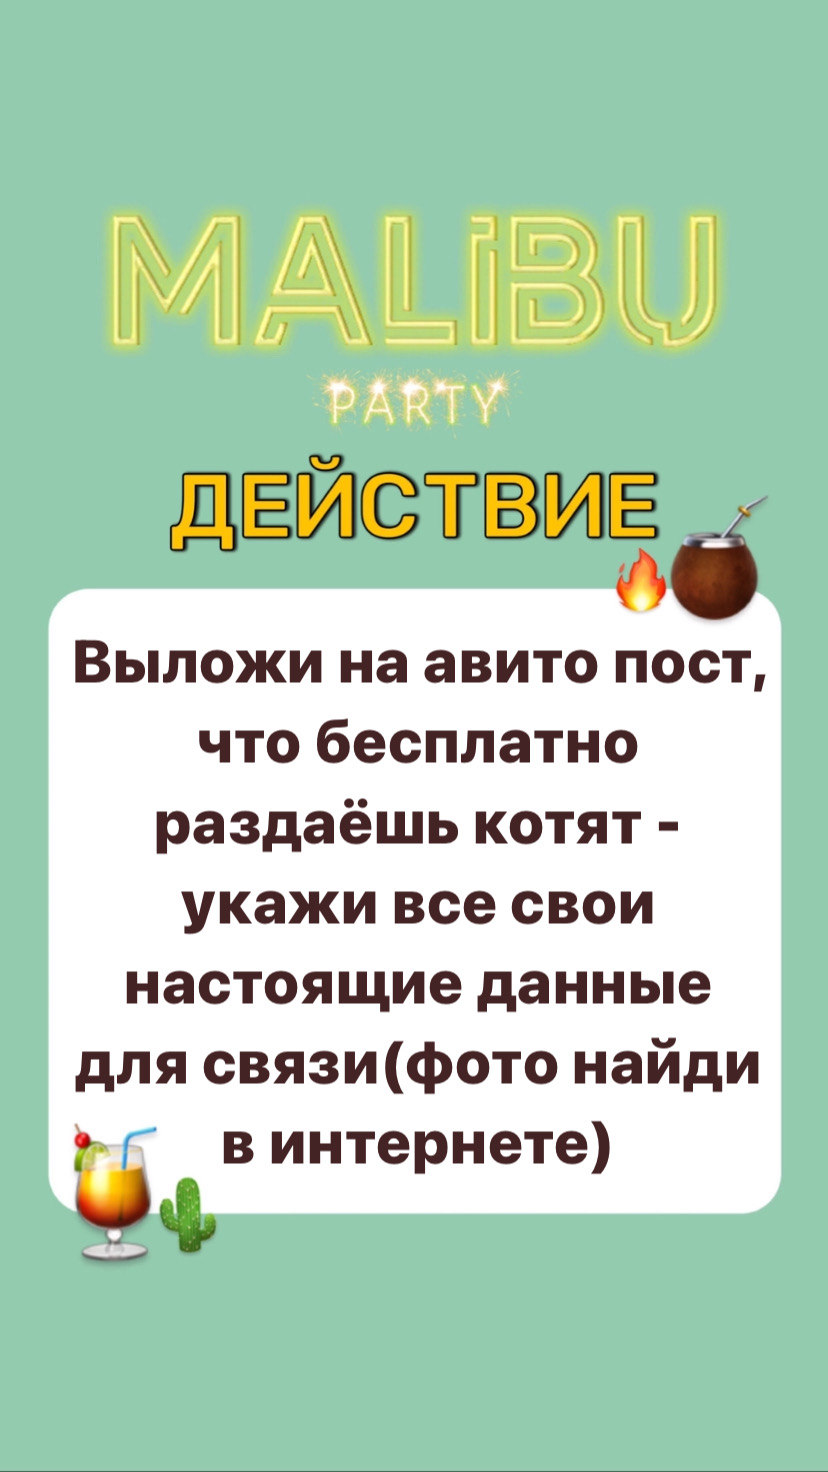 MALiBU
PARTY
ДЕЙСТВИЕ
Выложи на авито пост,
что бесплатно
раздаёшь котят -
укажи все свои
настоящие данные
для связи(фото найди
в интернете)